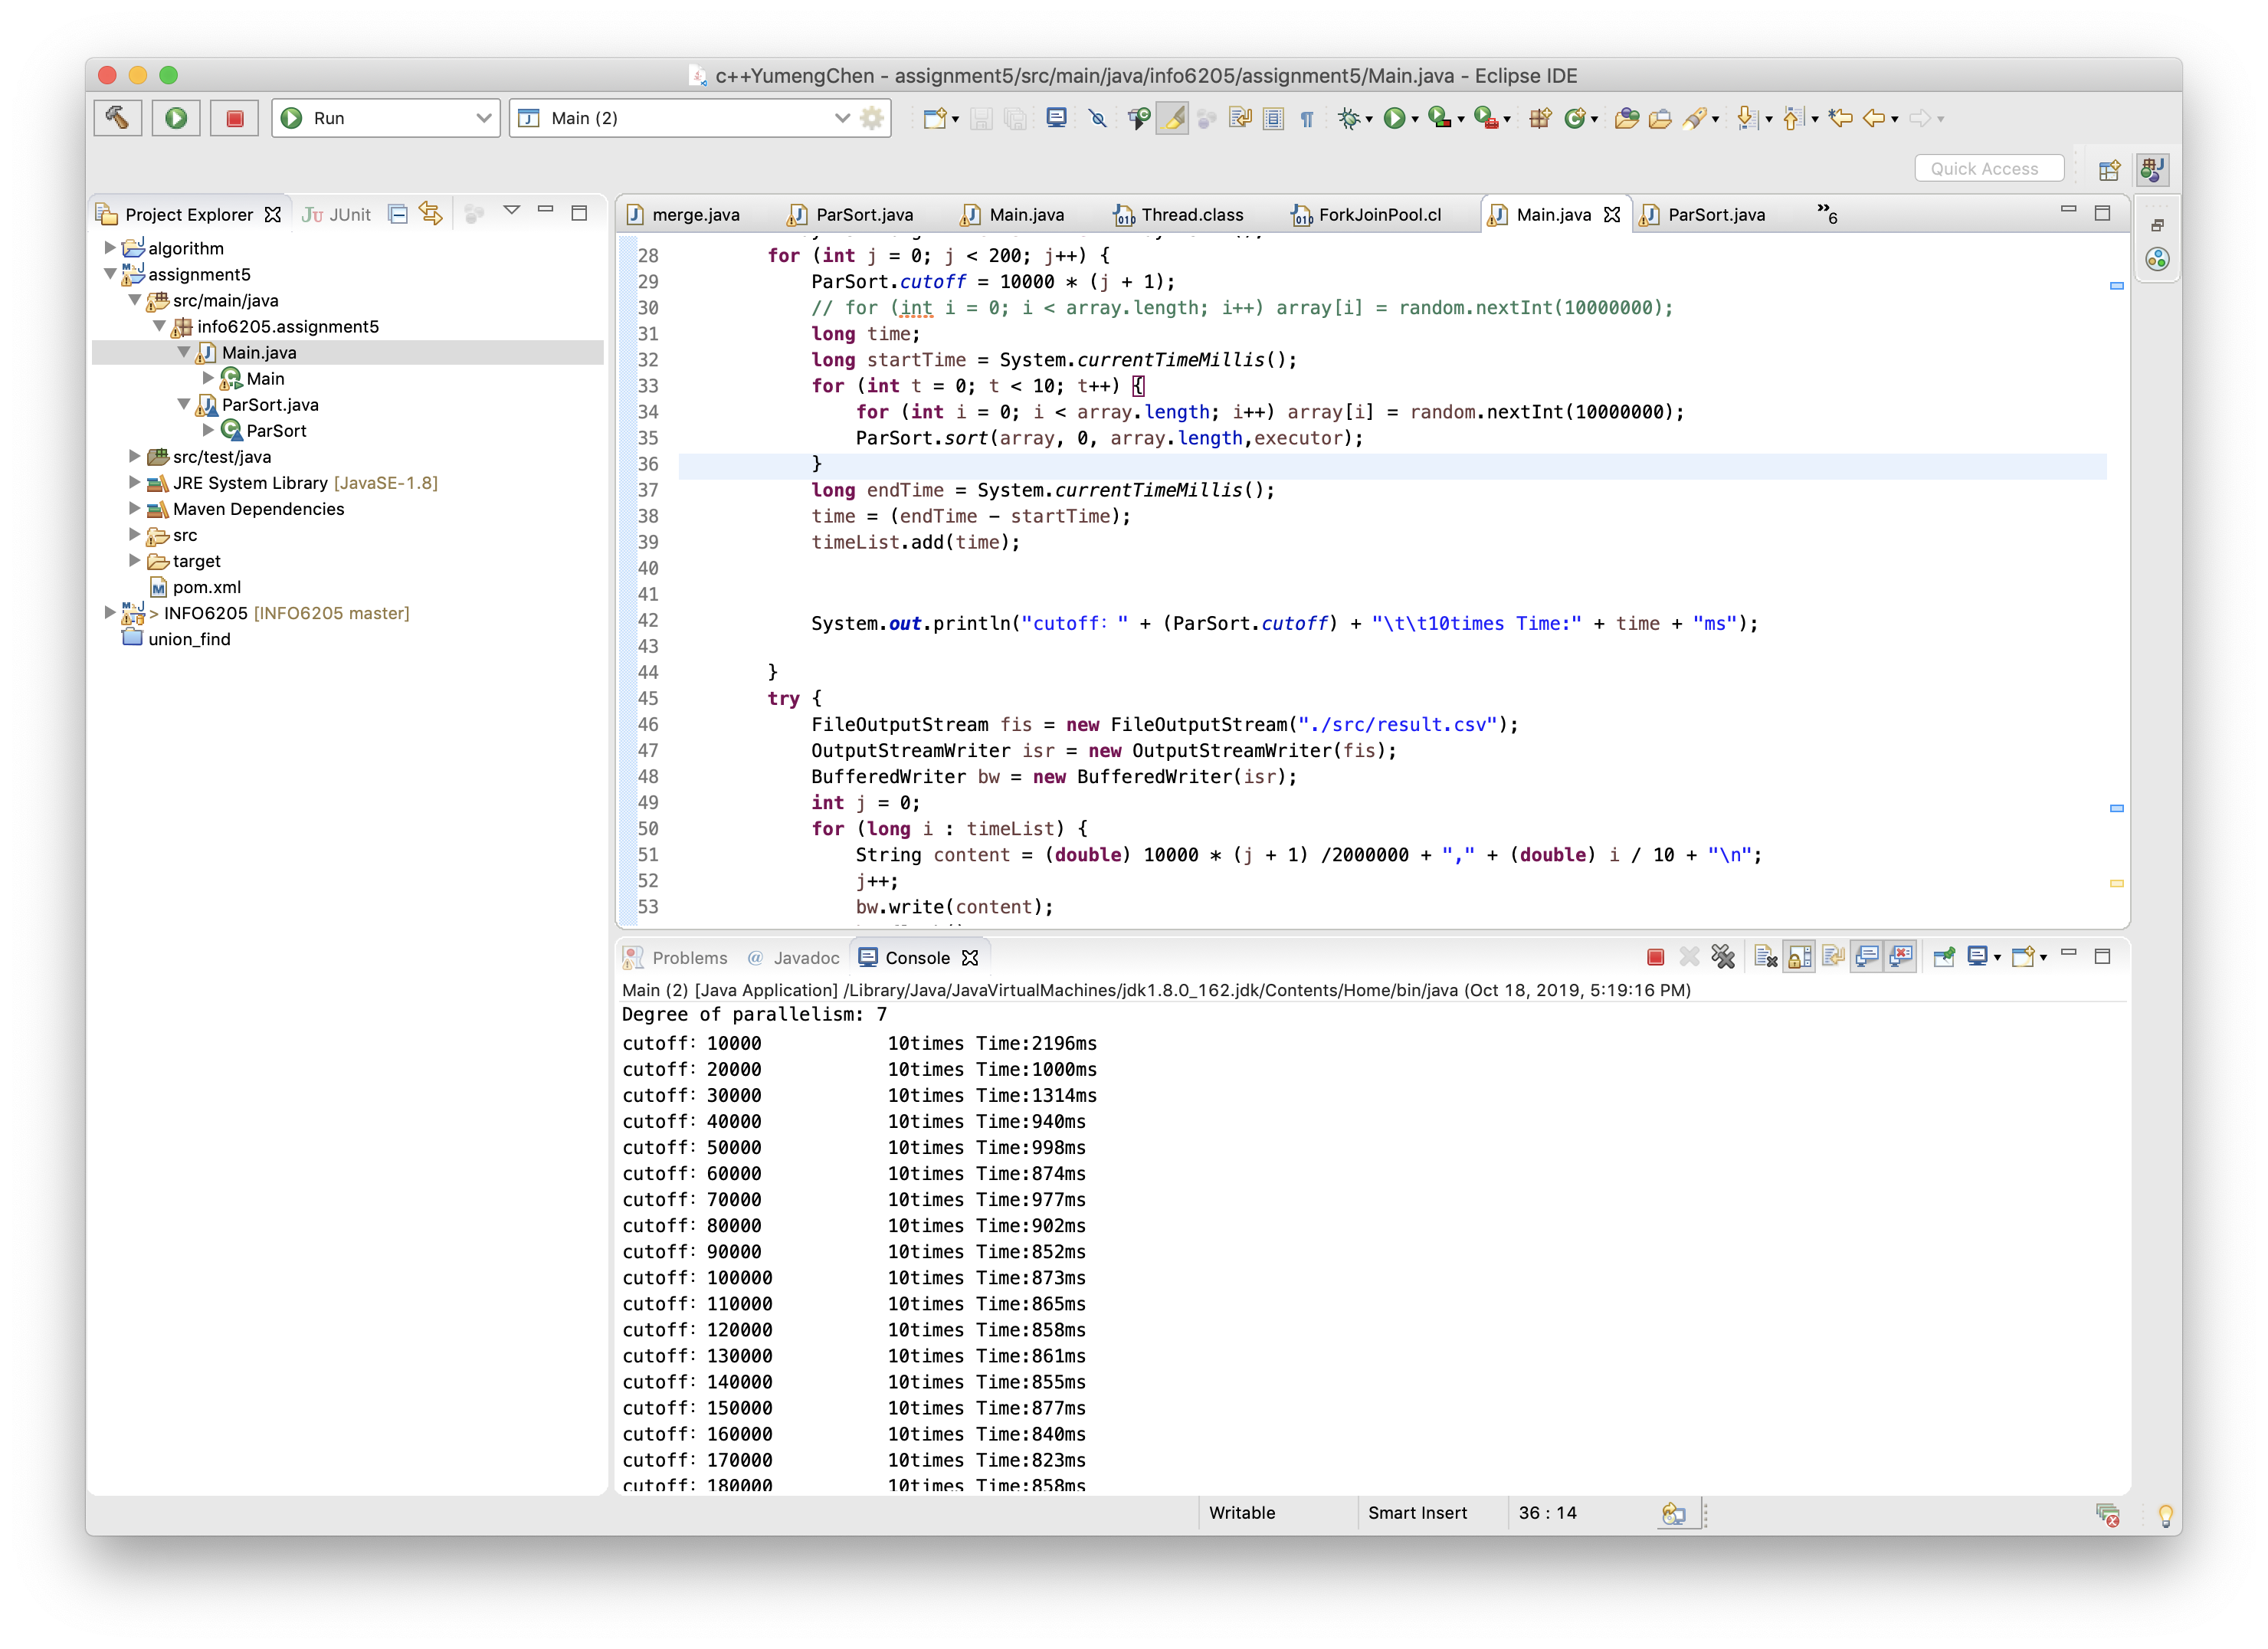 c++YumengChen - assignment5/src/main/java/info6205/assignment5/Main.java - Eclipse IDE
Run
Main (2)
Quick Access
Project Explorer
JUnit
merge.java
ParSort.java
Main.java
Thread.class
ForkJoinPool.cl
Main.java
ParSort.java
»6
algorithm
assignment5
src/main/java
info6205.assignment5
Main.java
Main
ParSort.java
ParSort
src/test/java
JRE System Library [JavaSE-1.8]
Maven Dependencies
src
target
pom.xml
> INFO6205 [INFO6205 master]
union_find
28 for (int j = 0; j < 200; j++) {
29 ParSort.cutoff = 10000 * (j + 1);
30 // for (int i = 0; i < array.length; i++) array[i] = random.nextInt(10000000);
31 long time;
32 long startTime = System.currentTimeMillis();
33 for (int t = 0; t < 10; t++) {
34 for (int i = 0; i < array.length; i++) array[i] = random.nextInt(10000000);
35 ParSort.sort(array, 0, array.length,executor);
36 }
37 long endTime = System.currentTimeMillis();
38 time = (endTime - startTime);
39 timeList.add(time);
40
41
42 System.out.println("cutoff: " + (ParSort.cutoff) + "\t\t10times Time:" + time + "ms");
43
44 }
45 try {
46 FileOutputStream fis = new FileOutputStream("./src/result.csv");
47 OutputStreamWriter isr = new OutputStreamWriter(fis);
48 BufferedWriter bw = new BufferedWriter(isr);
49 int j = 0;
50 for (long i : timeList) {
51 String content = (double) 10000 * (j + 1) /2000000 + "," + (double) i / 10 + "\n";
52 j++;
53 bw.write(content);
Problems
@ Javadoc
Console
Main (2) [Java Application] /Library/Java/JavaVirtualMachines/jdk1.8.0_162.jdk/Contents/Home/bin/java (Oct 18, 2019, 5:19:16 PM)
Degree of parallelism: 7
cutoff: 10000 10times Time:2196ms
cutoff: 20000 10times Time:1000ms
cutoff: 30000 10times Time:1314ms
cutoff: 40000 10times Time:940ms
cutoff: 50000 10times Time:998ms
cutoff: 60000 10times Time:874ms
cutoff: 70000 10times Time:977ms
cutoff: 80000 10times Time:902ms
cutoff: 90000 10times Time:852ms
cutoff: 100000 10times Time:873ms
cutoff: 110000 10times Time:865ms
cutoff: 120000 10times Time:858ms
cutoff: 130000 10times Time:861ms
cutoff: 140000 10times Time:855ms
cutoff: 150000 10times Time:877ms
cutoff: 160000 10times Time:840ms
cutoff: 170000 10times Time:823ms
cutoff: 180000 10times Time:858ms
Writable
Smart Insert
36 : 14